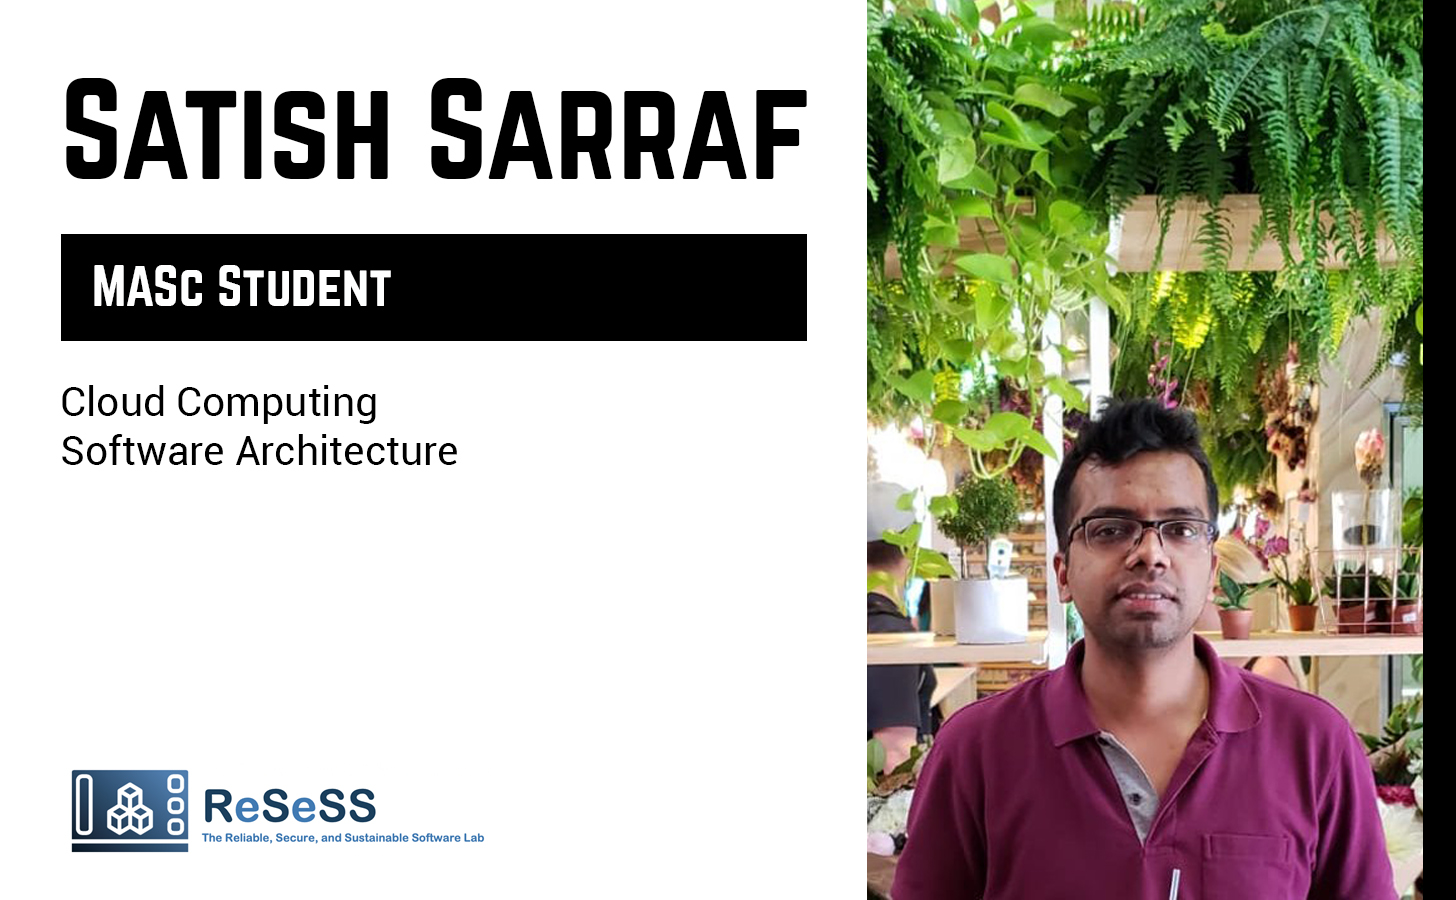 Satish Sarraf
MASc Student
Cloud Computing
Software Architecture
ReSeSS
The Reliable, Secure, and Sustainable Software Lab